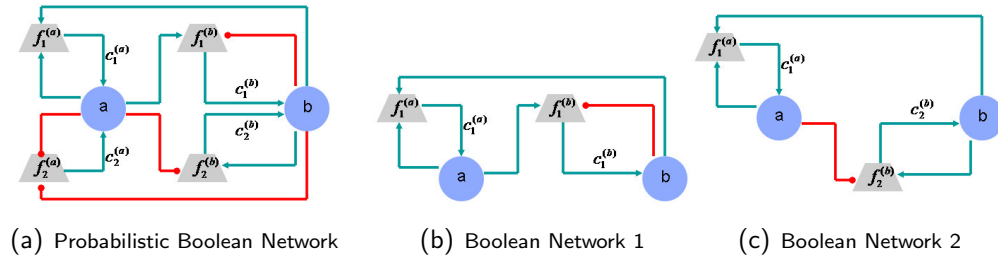 f₁⁽ᵃ⁾ c₁⁽ᵃ⁾ f₁⁽ᵇ⁾
a c₁⁽ᵇ⁾ b
c₂⁽ᵇ⁾
f₂⁽ᵃ⁾ c₂⁽ᵃ⁾ f₂⁽ᵇ⁾
(a) Probabilistic Boolean Network
f₁⁽ᵃ⁾ c₁⁽ᵃ⁾ f₁⁽ᵇ⁾
c₁⁽ᵇ⁾
a b
(b) Boolean Network 1
f₁⁽ᵃ⁾ c₁⁽ᵃ⁾
a c₂⁽ᵇ⁾ b
f₂⁽ᵇ⁾
(c) Boolean Network 2